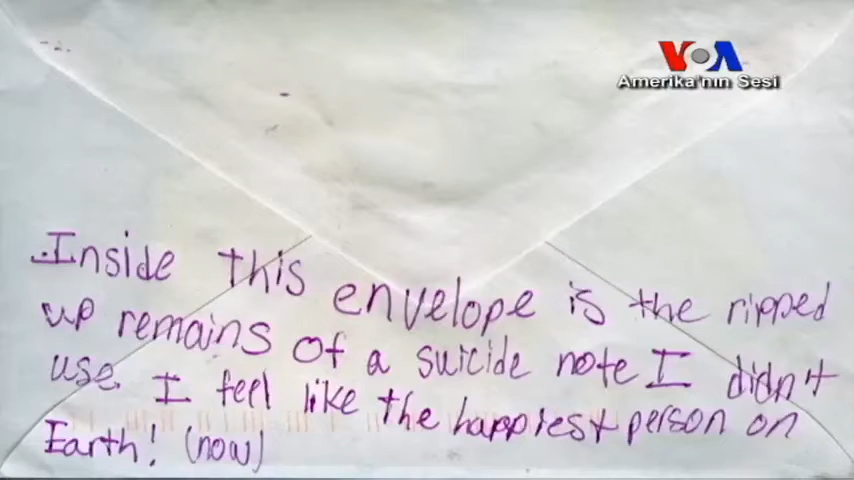 VOA
Amerika'nın Sesi
Inside this envelope is the ripped
up remains of a suicide note I didn't
use. I feel like the happiest person on
Earth! (now)